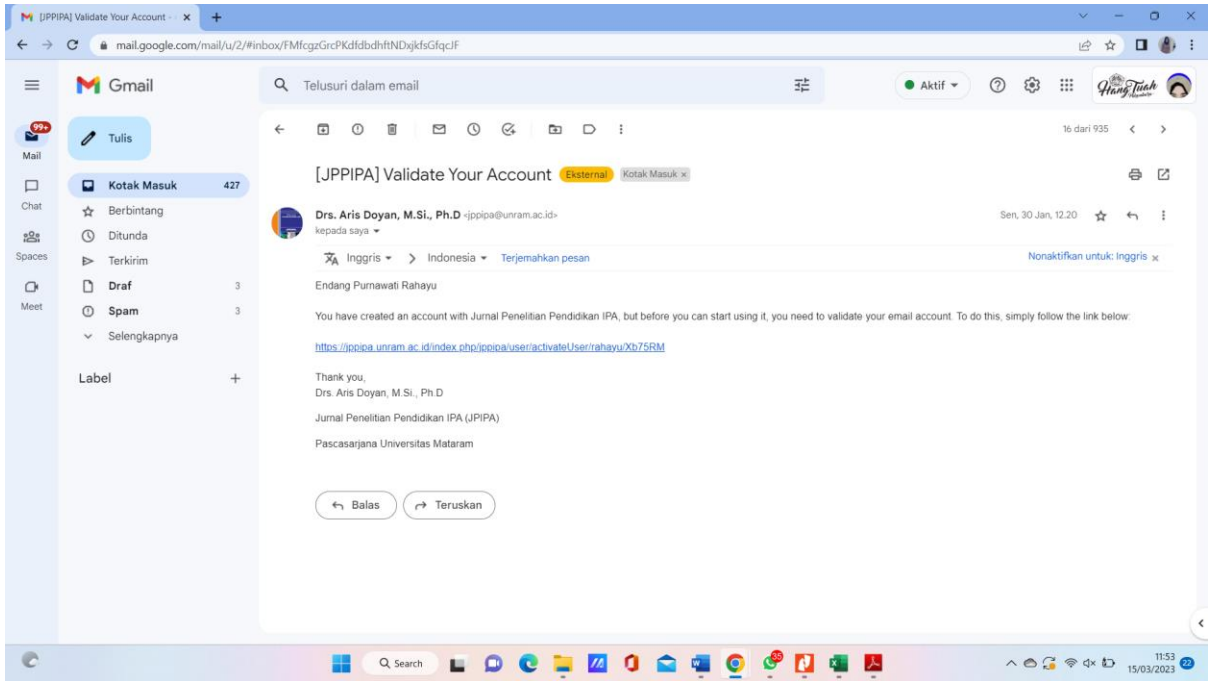 [JPPIPA] Validate Your Account -
mail.google.com/mail/u/2/#inbox/FMfcgzGrcPKdfdbdhftNDxjkfsGfqcJF
Gmail
Telusuri dalam email
Aktif
Hang Tuah
99+
Mail
Tulis
16 dari 935
Chat
Kotak Masuk 427
[JPPIPA] Validate Your Account Eksternal Kotak Masuk ×
Berbintang
Drs. Aris Doyan, M.Si., Ph.D <jppipa@unram.ac.id>
Sen, 30 Jan, 12.20
kepada saya
Ditunda
Spaces
Terkirim
Inggris > Indonesia Terjemahkan pesan
Nonaktifkan untuk: Inggris ×
Meet
Draf 3
Endang Purnawati Rahayu
Spam 3
You have created an account with Jurnal Penelitian Pendidikan IPA, but before you can start using it, you need to validate your email account. To do this, simply follow the link below:
Selengkapnya
https://jppipa.unram.ac.id/index.php/jppipa/user/activateUser/rahayu/Xb75RM
Label +
Thank you,
Drs. Aris Doyan, M.Si., Ph.D
Jurnal Penelitian Pendidikan IPA (JPIPA)
Pascasarjana Universitas Mataram
Balas
Teruskan
Search
35
11:53
15/03/2023
22